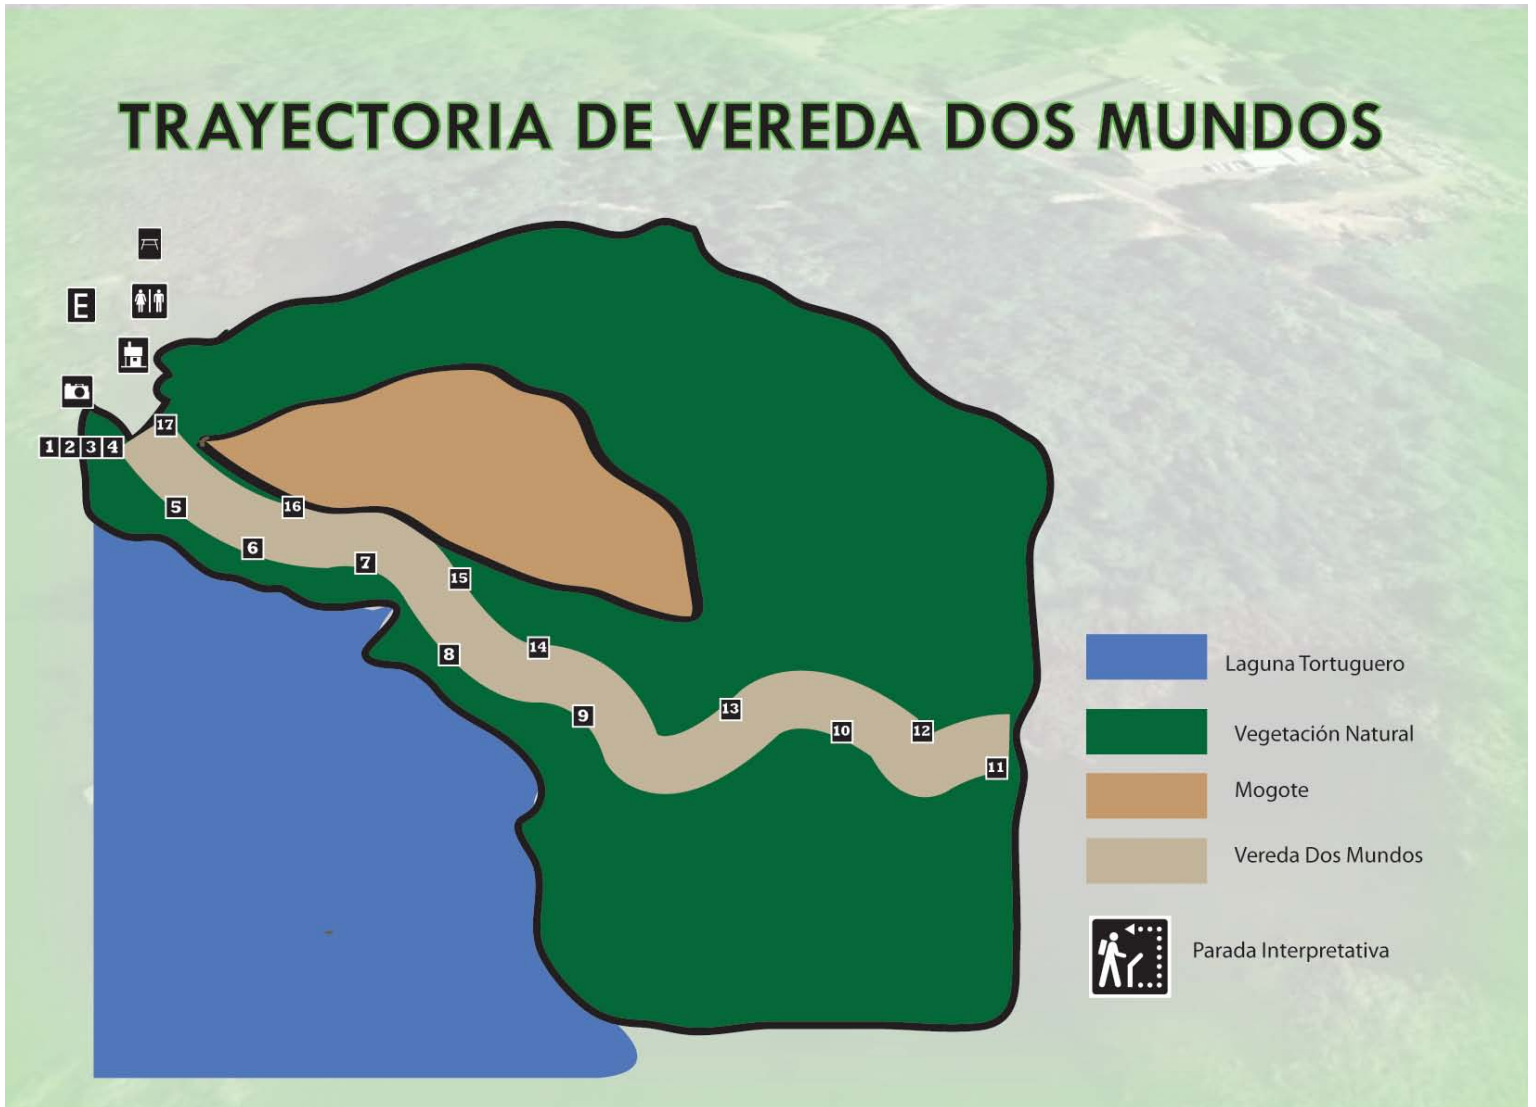 TRAYECTORIA DE VEREDA DOS MUNDOS
E
17
1 2 3 4
5
16
6
7
15
14
8
13
9
10
12
11
Laguna Tortuguero
Vegetación Natural
Mogote
Vereda Dos Mundos
Parada Interpretativa